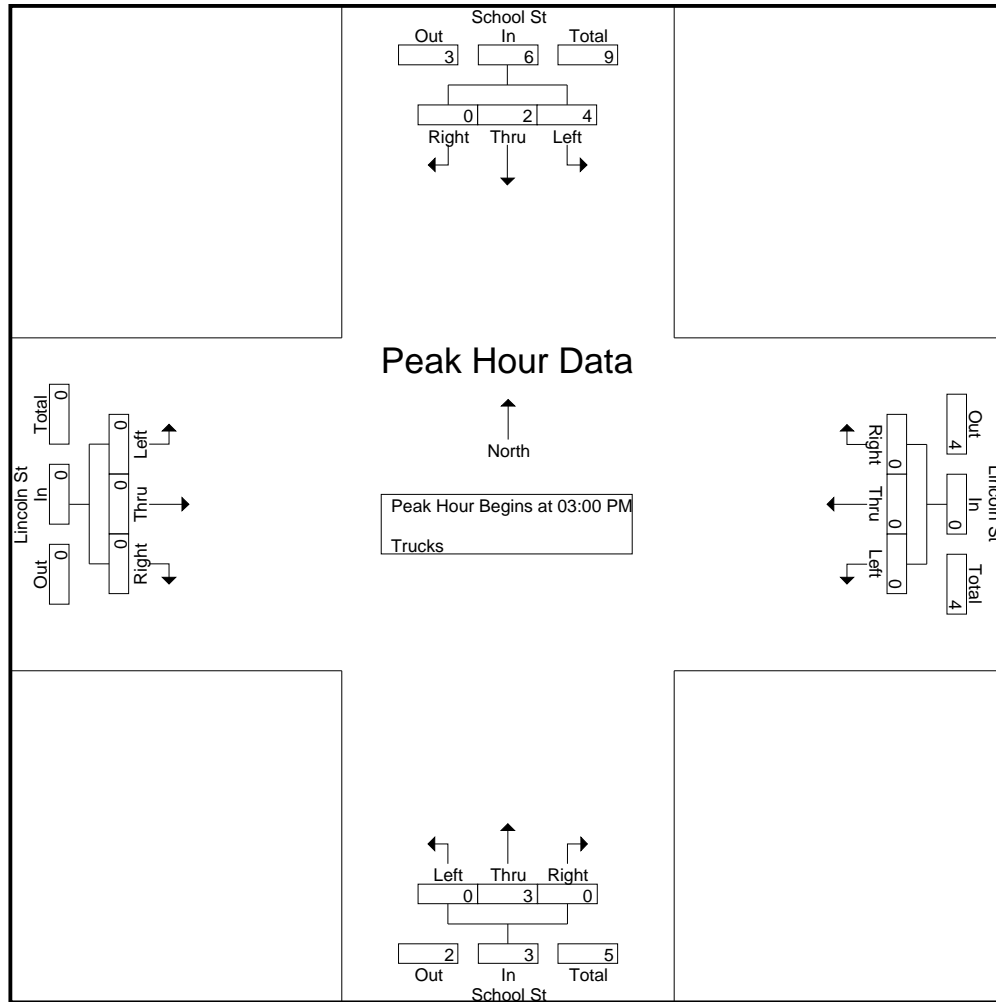 School St
Out In Total
3 6 9
0 2 4
Right Thru Left
Peak Hour Data
North
Peak Hour Begins at 03:00 PM
Trucks
Lincoln St
Total In Out
0 0 0
0 0 0
Left Thru Right
Right Thru Left
0 0 0
4 0 4
Out In Total
Lincoln St
Left Thru Right
0 3 0
2 3 5
Out In Total
School St